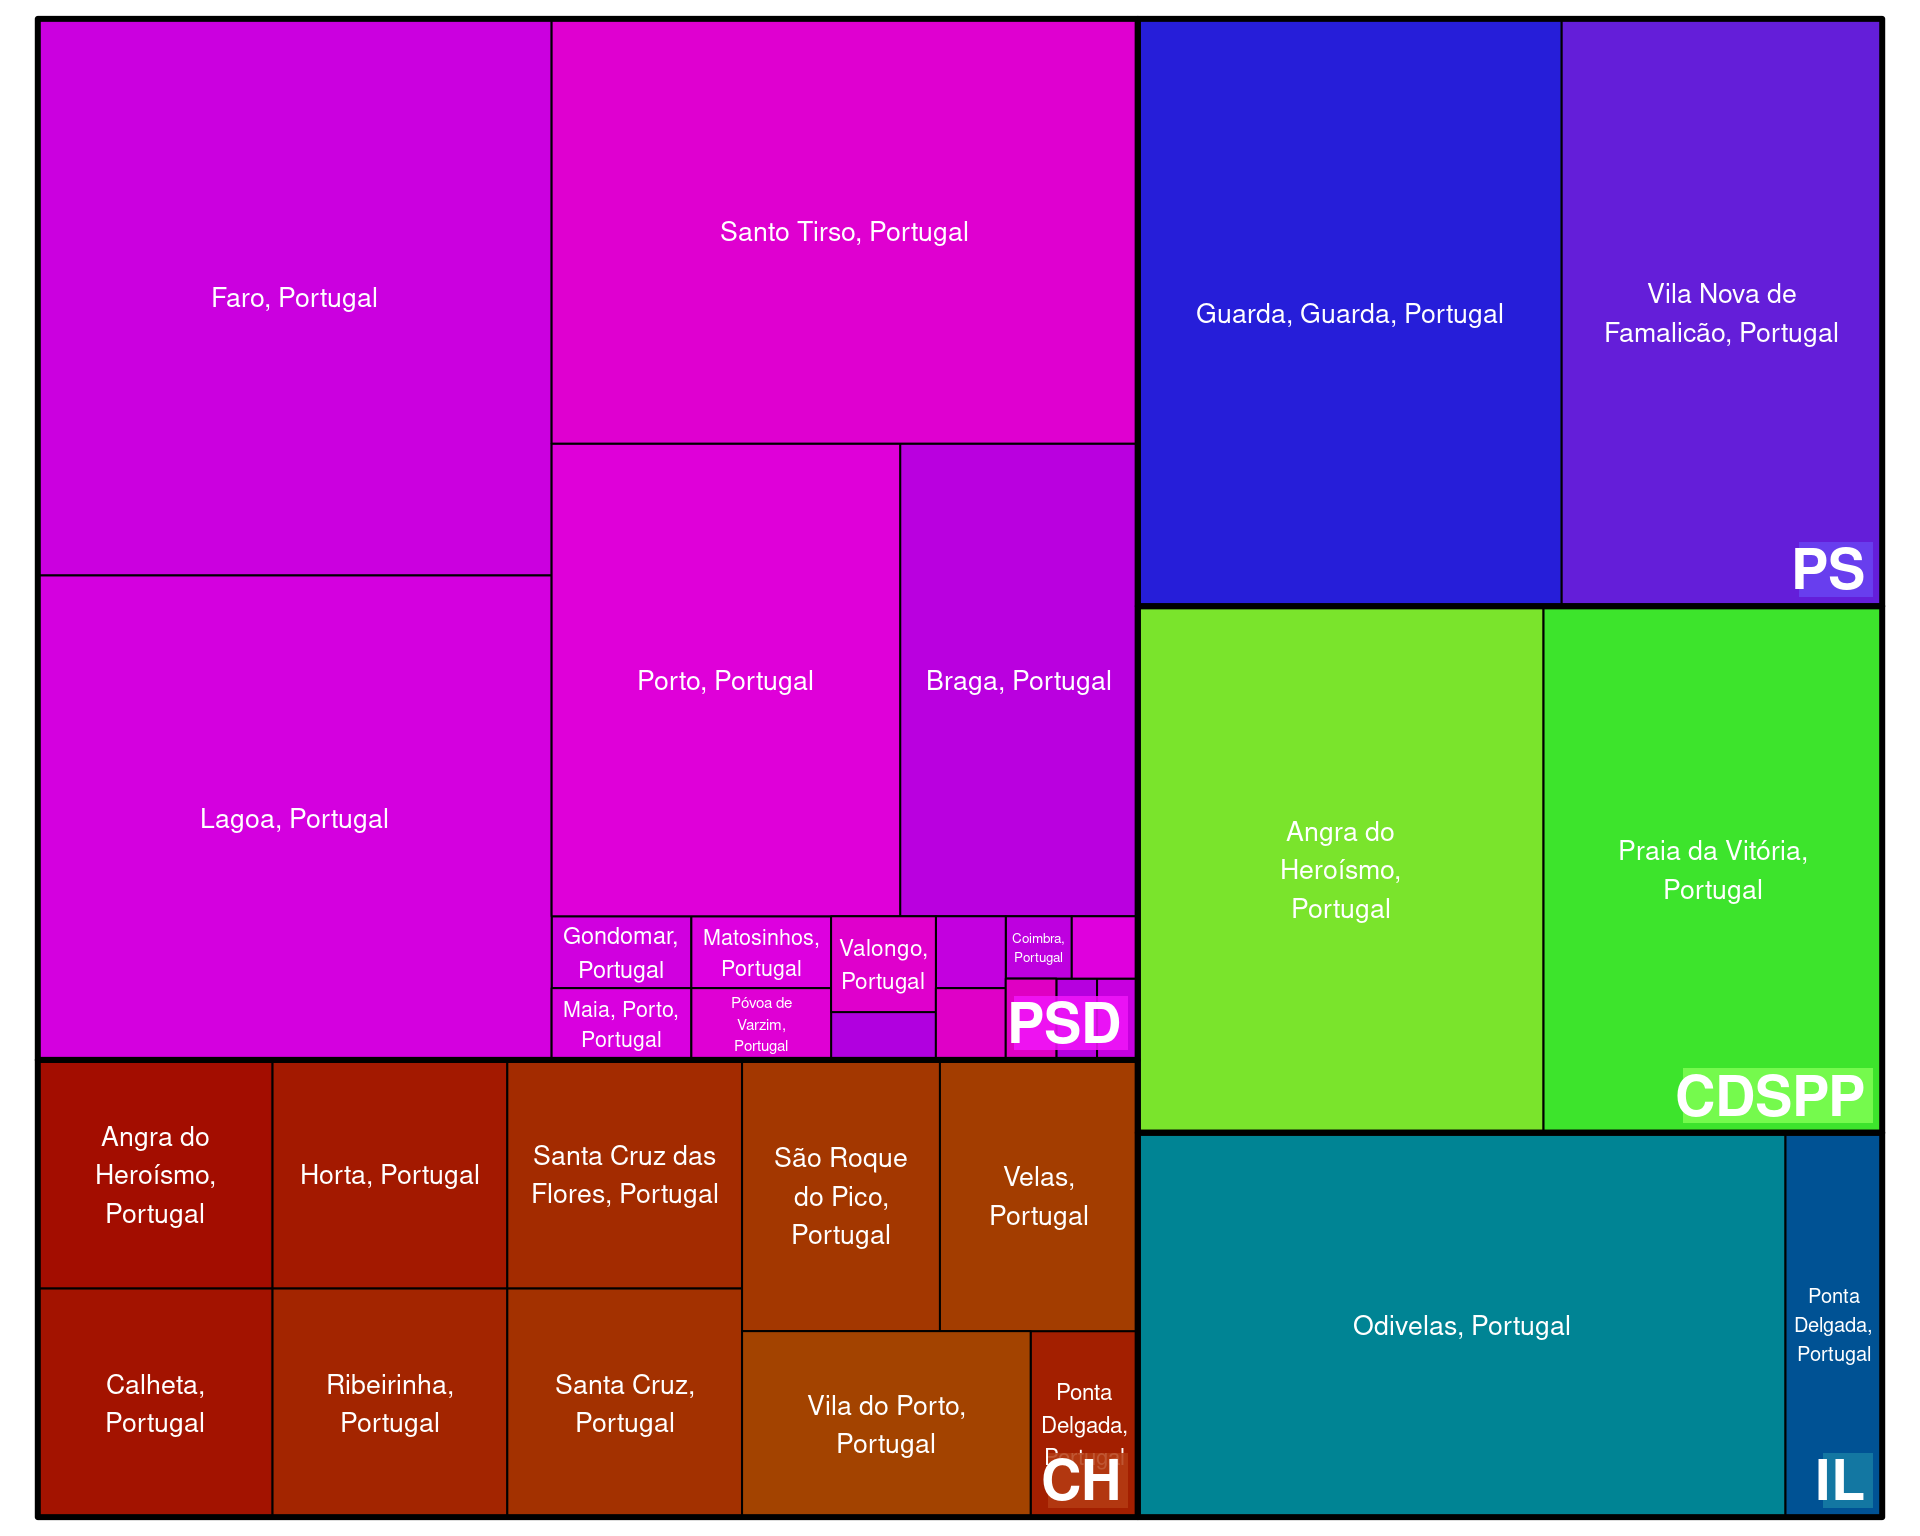 Faro, Portugal
Santo Tirso, Portugal
Lagoa, Portugal
Porto, Portugal
Braga, Portugal
Gondomar,
Portugal
Matosinhos,
Portugal
Valongo,
Portugal
Coimbra,
Portugal
Maia, Porto,
Portugal
Póvoa de
Varzim,
Portugal
PSD
Guarda, Guarda, Portugal
Vila Nova de
Famalicão, Portugal
PS
Angra do
Heroísmo,
Portugal
Praia da Vitória,
Portugal
CDSPP
Angra do
Heroísmo,
Portugal
Horta, Portugal
Santa Cruz das
Flores, Portugal
São Roque
do Pico,
Portugal
Velas,
Portugal
Calheta,
Portugal
Ribeirinha,
Portugal
Santa Cruz,
Portugal
Vila do Porto,
Portugal
Ponta
Delgada,
Portugal
CH
Odivelas, Portugal
Ponta
Delgada,
Portugal
IL